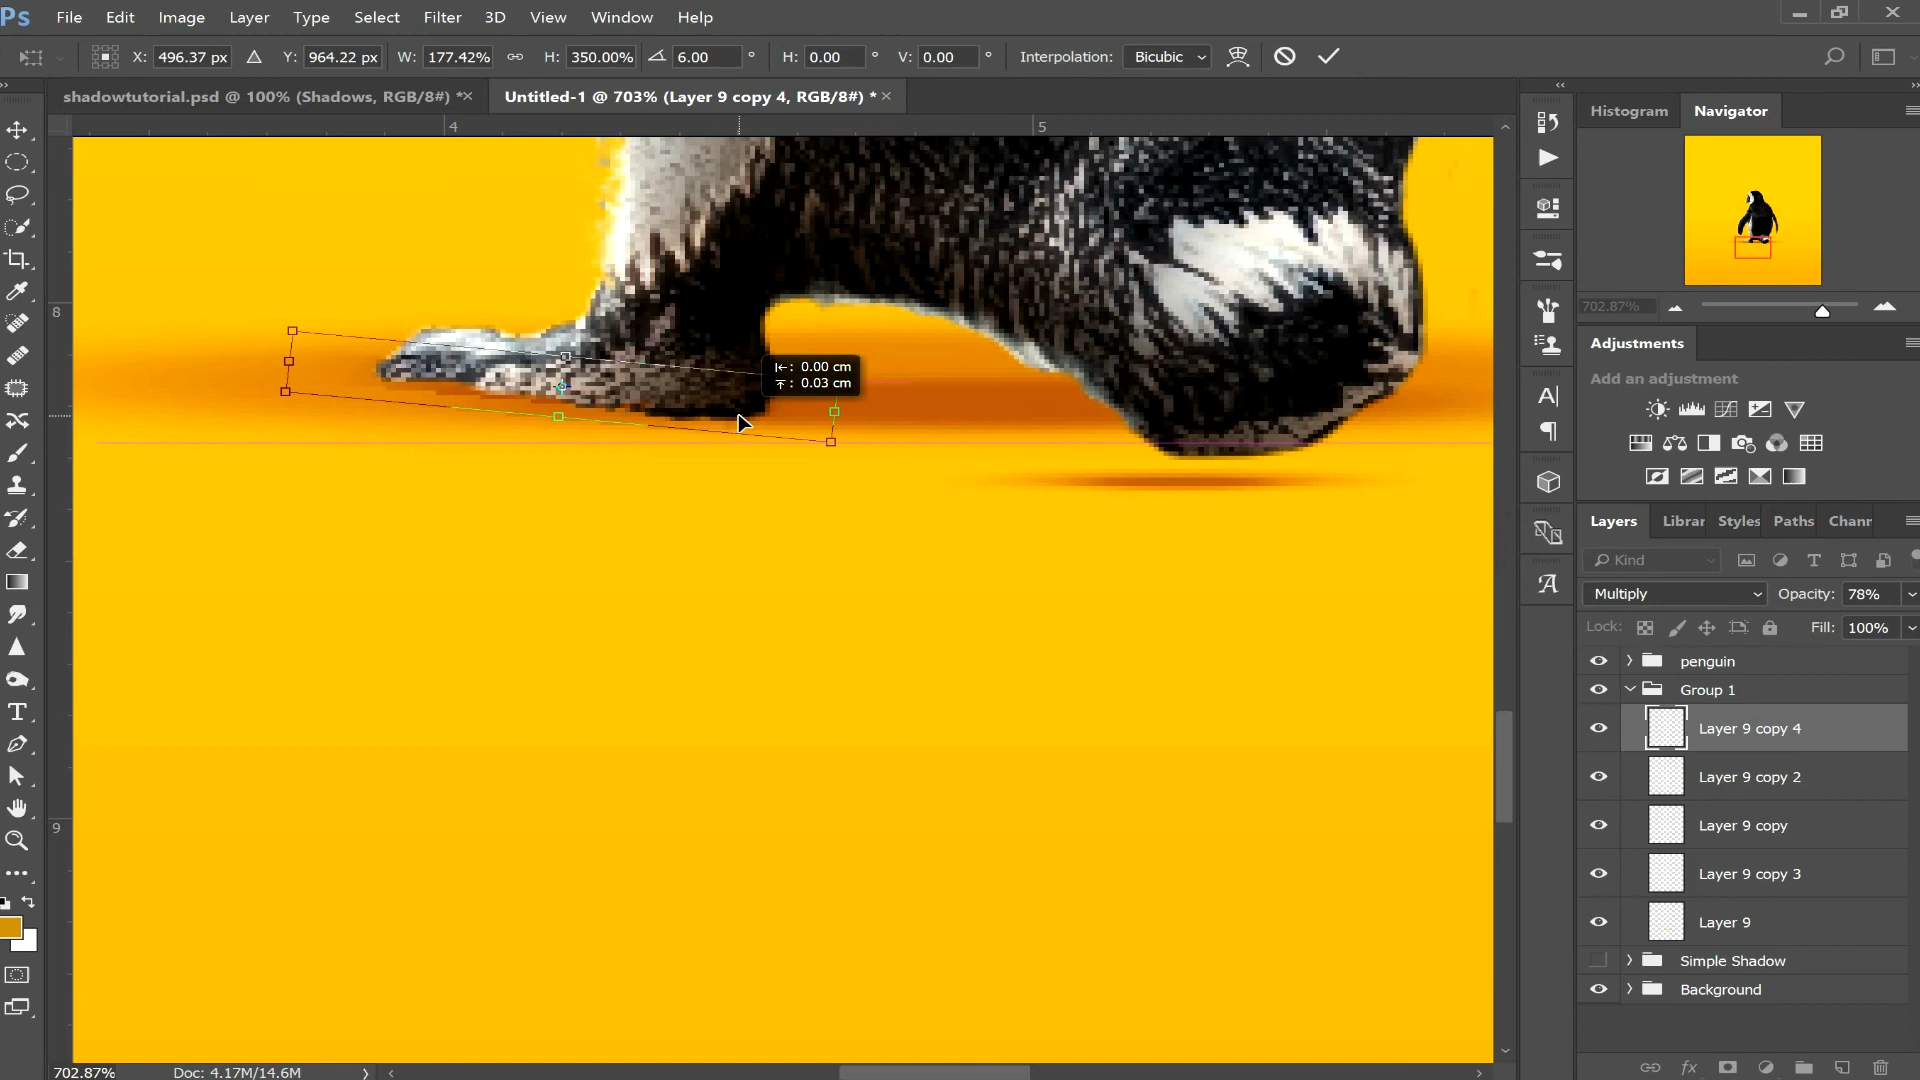 Ps File Edit Image Layer Type Select Filter 3D View Window Help
X: 496.37 px Y: 964.22 px W: 177.42% H: 350.00% 6.00 ° H: 0.00 ° V: 0.00 ° Interpolation: Bicubic
shadowtutorial.psd @ 100% (Shadows, RGB/8#) * Untitled-1 @ 703% (Layer 9 copy 4, RGB/8#) *
Histogram Navigator
4 5
8
9
0.00 cm
0.03 cm
702.87%
Adjustments
Add an adjustment
Layers Librar Styles Paths Chann
Kind
Multiply Opacity: 78%
Lock: Fill: 100%
penguin
Group 1
Layer 9 copy 4
Layer 9 copy 2
Layer 9 copy
Layer 9 copy 3
Layer 9
Simple Shadow
Background
702.87% Doc: 4.17M/14.6M